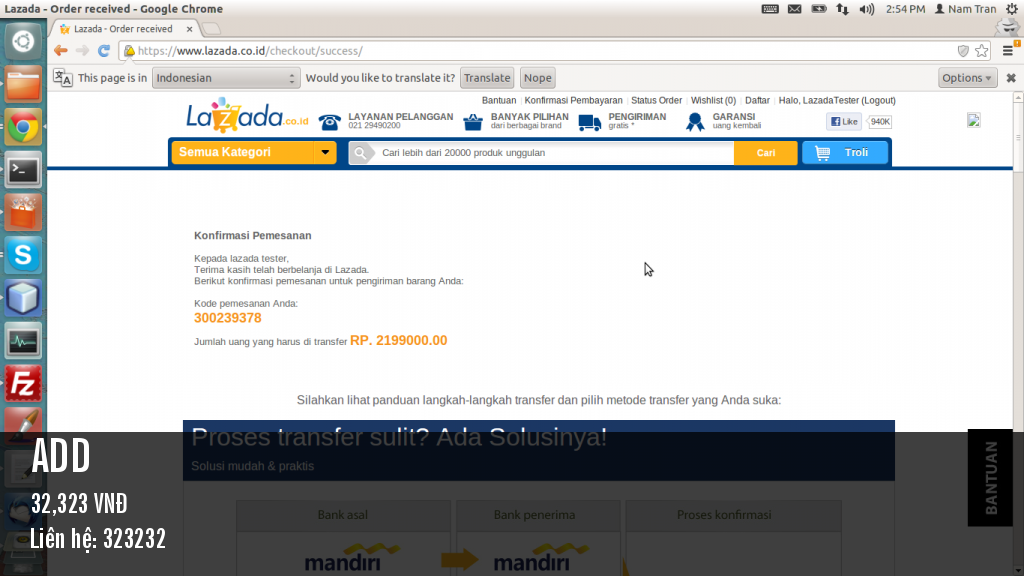 Lazada - Order received - Google Chrome
2:54 PM
Nam Tran
Lazada - Order received
https://www.lazada.co.id/checkout/success/
This page is in
Indonesian
Would you like to translate it?
Translate
Nope
Options
Bantuan
Konfirmasi Pembayaran
Status Order
Wishlist (0)
Daftar
Halo, LazadaTester (Logout)
Lazada.co.id
LAYANAN PELANGGAN
021 29490200
BANYAK PILIHAN
dari berbagai brand
PENGIRIMAN
gratis *
GARANSI
uang kembali
Like
940K
Semua Kategori
Cari lebih dari 20000 produk unggulan
Cari
Troli
Konfirmasi Pemesanan
Kepada lazada tester,
Terima kasih telah berbelanja di Lazada.
Berikut konfirmasi pemesanan untuk pengiriman barang Anda:
Kode pemesanan Anda:
300239378
Jumlah uang yang harus di transfer RP. 2199000.00
Silahkan lihat panduan langkah-langkah transfer dan pilih metode transfer yang Anda suka:
Proses transfer sulit? Ada Solusinya!
Solusi mudah & praktis
BANTUAN
Bank asal
Bank penerima
Proses konfirmasi
mandiri
mandiri
ADD
32,323 VNĐ
Liên hệ: 323232